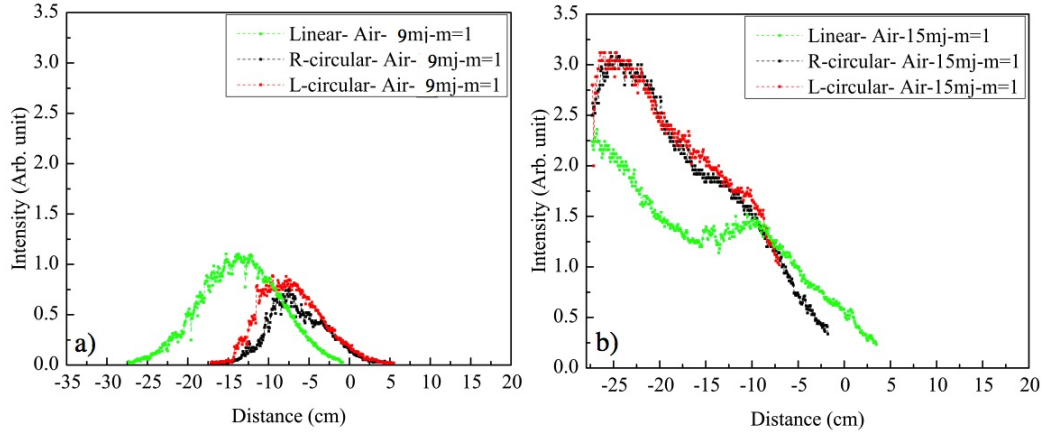 3.5
3.0
2.5
2.0
1.5
1.0
0.5
0.0
Intensity (Arb. unit)
Linear- Air- 9mj-m=1
R-circular- Air- 9mj-m=1
L-circular- Air- 9mj-m=1
a)
-35 -30 -25 -20 -15 -10 -5 0 5 10 15 20
Distance (cm)
3.5
3.0
2.5
2.0
1.5
1.0
0.5
0.0
Intensity (Arb. unit)
Linear- Air-15mj-m=1
R-circular- Air-15mj-m=1
L-circular- Air-15mj-m=1
b)
-25 -20 -15 -10 -5 0 5 10 15 20
Distance (cm)